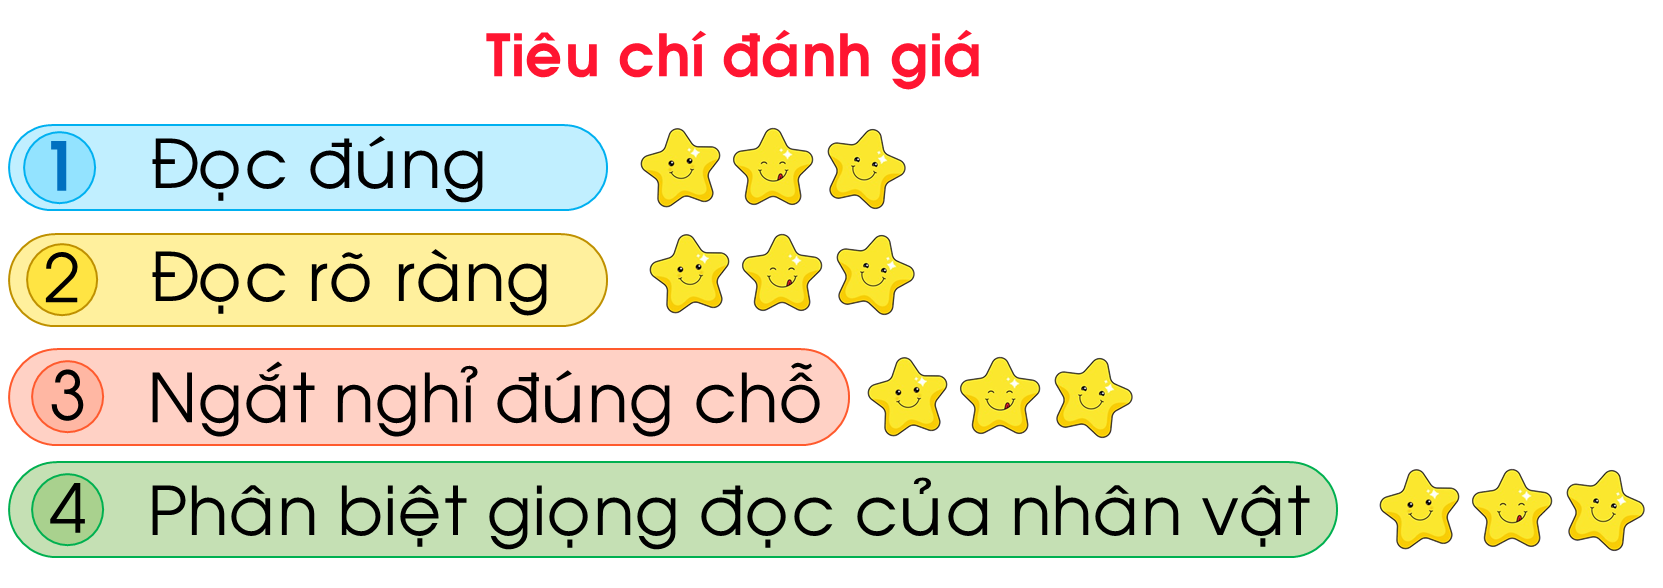 Tiêu chí đánh giá
1 Đọc đúng
2 Đọc rõ ràng
3 Ngắt nghỉ đúng chỗ
4 Phân biệt giọng đọc của nhân vật